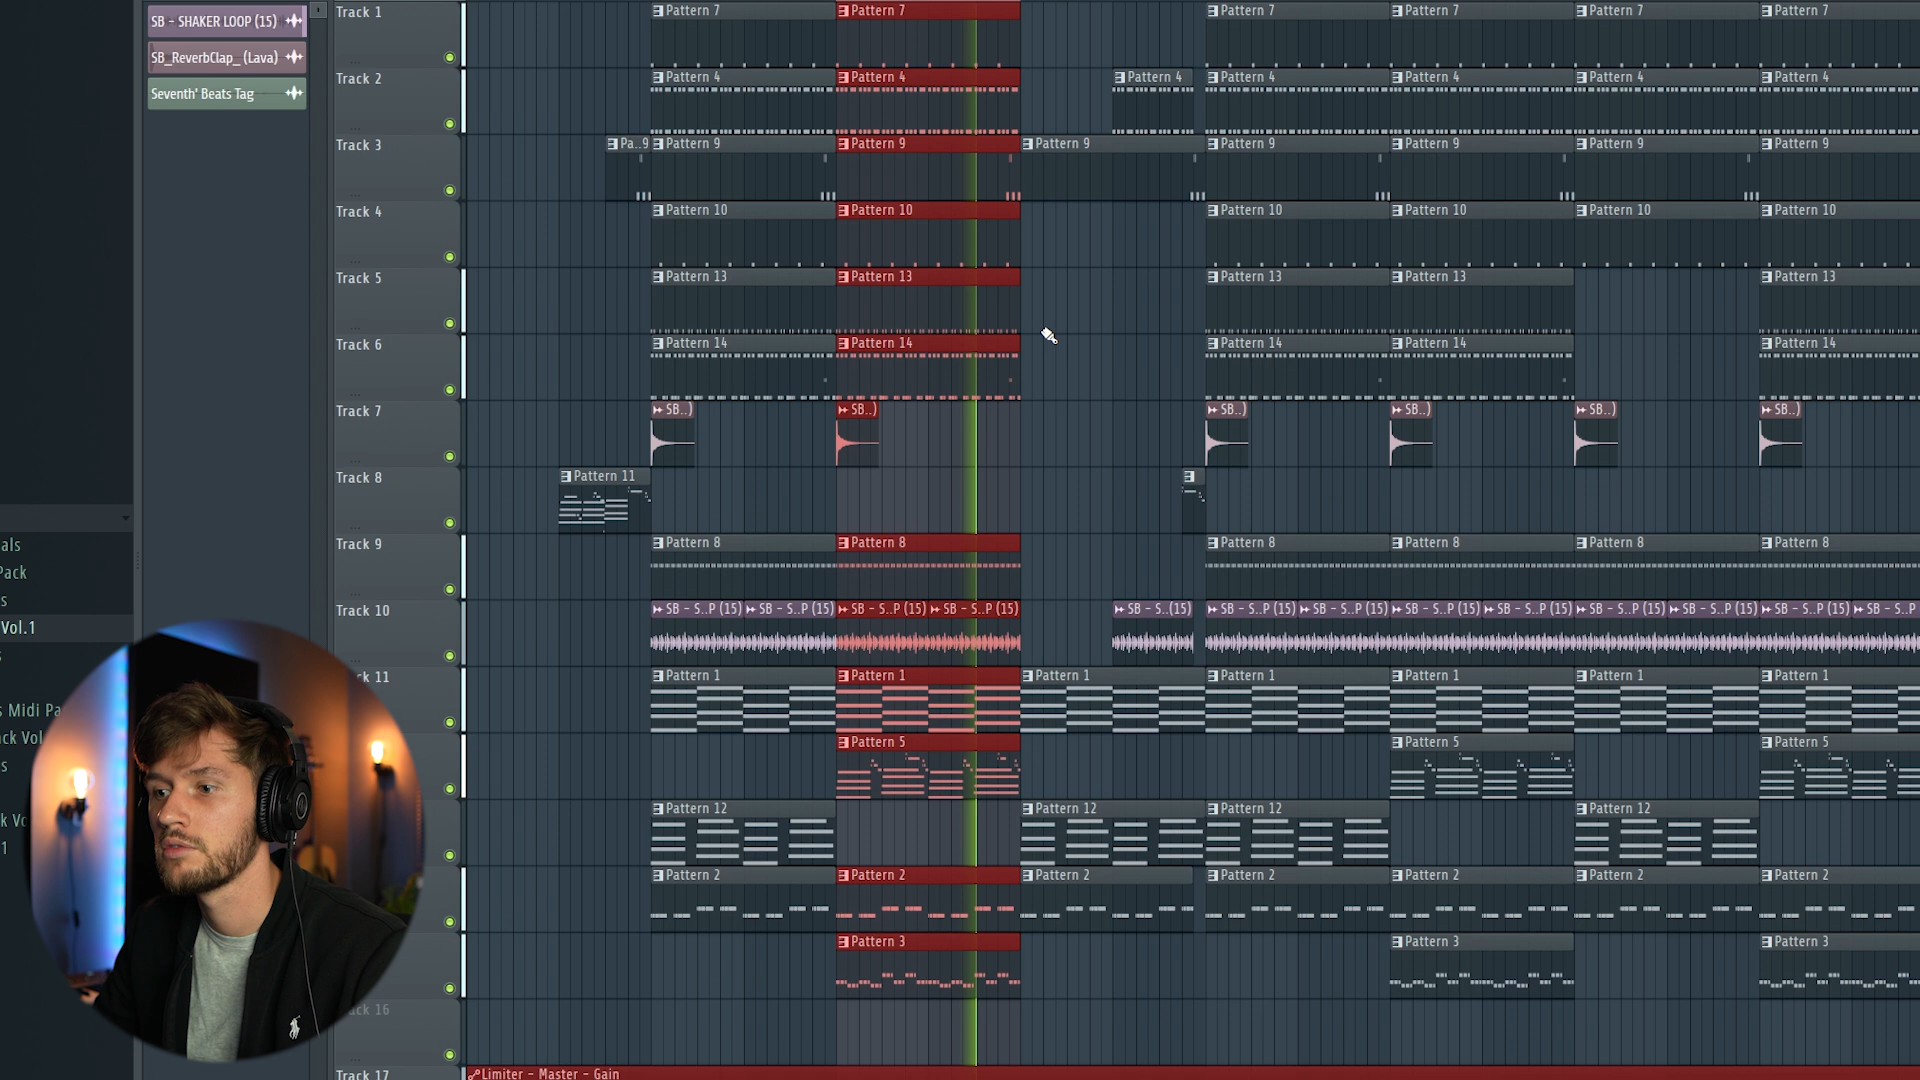 SB - SHAKER LOOP (15)
SB_ReverbClap_ (Lava)
Seventh' Beats Tag
als
Pack
s
Vol.1
s
s Midi Pa
ack Vol
s
k Vo
1
Track 1
Pattern 7
Pattern 7
Pattern 7
Pattern 7
Pattern 7
Pattern 7
Track 2
Pattern 4
Pattern 4
Pattern 4
Pattern 4
Pattern 4
Pattern 4
Pattern 4
Track 3
Pa..9
Pattern 9
Pattern 9
Pattern 9
Pattern 9
Pattern 9
Pattern 9
Pattern 9
Track 4
Pattern 10
Pattern 10
Pattern 10
Pattern 10
Pattern 10
Pattern 10
Track 5
Pattern 13
Pattern 13
Pattern 13
Pattern 13
Pattern 13
Track 6
Pattern 14
Pattern 14
Pattern 14
Pattern 14
Pattern 14
Track 7
SB..)
SB..)
SB..)
SB..)
SB..)
SB..)
Track 8
Pattern 11
Track 9
Pattern 8
Pattern 8
Pattern 8
Pattern 8
Pattern 8
Pattern 8
Track 10
SB - S..P (15)
SB - S..P (15)
SB - S..P (15)
SB - S..P (15)
SB - S..(15)
SB - S..P (15)
SB - S..P (15)
SB - S..P (15)
SB - S..P (15)
SB - S..P (15)
SB - S..P (15)
SB - S..P (15)
SB - S..P
ck 11
Pattern 1
Pattern 1
Pattern 1
Pattern 1
Pattern 1
Pattern 1
Pattern 1
Pattern 5
Pattern 5
Pattern 5
Pattern 12
Pattern 12
Pattern 12
Pattern 12
Pattern 2
Pattern 2
Pattern 2
Pattern 2
Pattern 2
Pattern 2
Pattern 2
Pattern 3
Pattern 3
Pattern 3
ack 16
Track 17
Limiter - Master - Gain